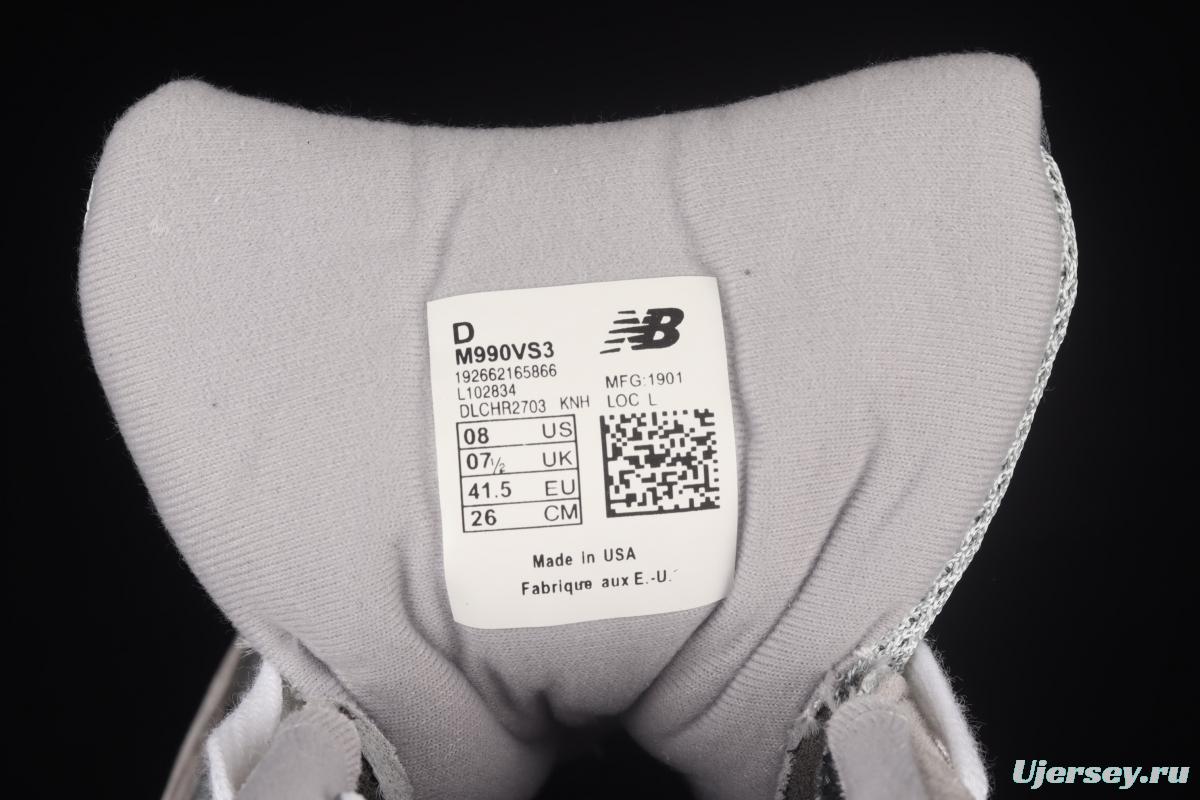 D
NB
M990VS3
192662165866
L102834
MFG:1901
DLCHR2703 KNH
LOC L
08 US
07½ UK
41.5 EU
26 CM
Made in USA
Fabrique aux E.-U.
Ujersey.ru